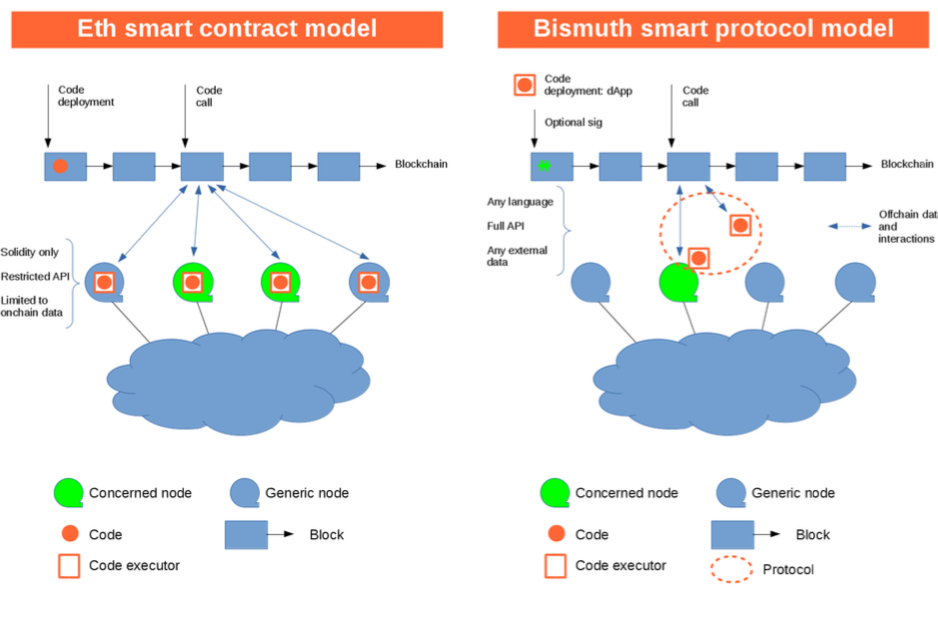 Eth smart contract model
Code
deployment
Code
call
Blockchain
Solidity only
Restricted API
Limited to
onchain data
Concerned node
Generic node
Code
Block
Code executor
Bismuth smart protocol model
Code
deployment: dApp
Optional sig
Code
call
Blockchain
Any language
Full API
Any external
data
Offchain dat
and
interactions
Concerned node
Generic node
Code
Block
Code executor
Protocol